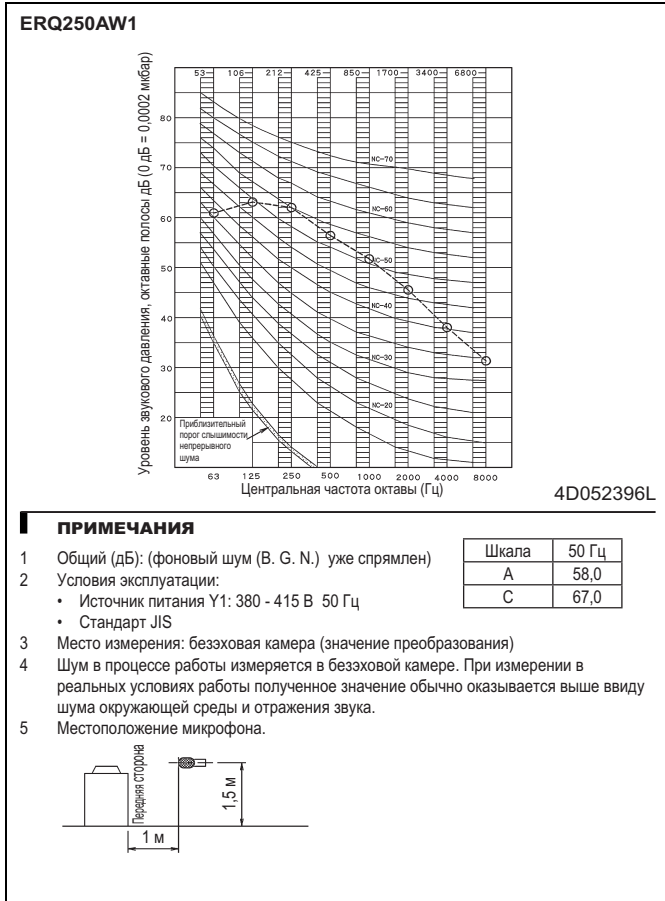 ERQ250AW1
Уровень звукового давления, октавные полосы дБ (0 дБ = 0,0002 мкбар)
53 106 212 425 850 1700 3400 6800
80
70
60
50
40
30
20
NC-70
NC-60
NC-50
NC-40
NC-30
NC-20
Приблизительный
порог слышимости
непрерывного
шума
63 125 250 500 1000 2000 4000 8000
Центральная частота октавы (Гц)
4D052396L
ПРИМЕЧАНИЯ
1 Общий (дБ): (фоновый шум (B. G. N.) уже спрямлен)
Шкала 50 Гц
A 58,0
C 67,0
2 Условия эксплуатации:
• Источник питания Y1: 380 - 415 В 50 Гц
• Стандарт JIS
3 Место измерения: безэховая камера (значение преобразования)
4 Шум в процессе работы измеряется в безэховой камере. При измерении в
реальных условиях работы полученное значение обычно оказывается выше ввиду
шума окружающей среды и отражения звука.
5 Местоположение микрофона.
Передняя сторона
1,5 м
1 м